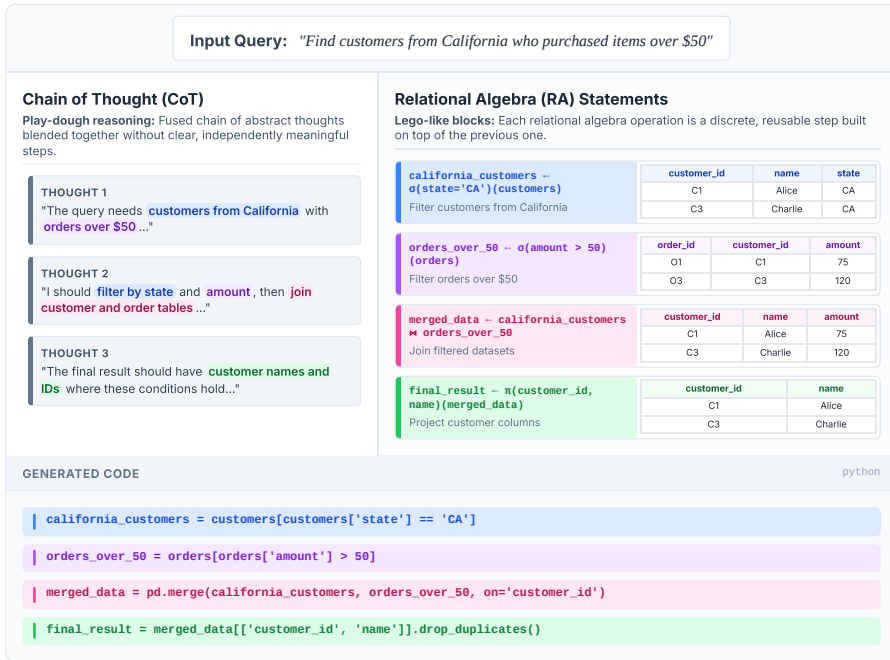 Input Query: "Find customers from California who purchased items over $50"
Chain of Thought (CoT)
Play-dough reasoning: Fused chain of abstract thoughts
blended together without clear, independently meaningful
steps.
THOUGHT 1
"The query needs customers from California with
orders over $50 ..."
THOUGHT 2
"I should filter by state and amount , then join
customer and order tables ..."
THOUGHT 3
"The final result should have customer names and
IDs where these conditions hold..."
Relational Algebra (RA) Statements
Lego-like blocks: Each relational algebra operation is a discrete, reusable step built
on top of the previous one.
california_customers ←
σ(state='CA')(customers)
Filter customers from California
customer_id name state
C1 Alice CA
C3 Charlie CA
orders_over_50 ← σ(amount > 50)
(orders)
Filter orders over $50
order_id customer_id amount
O1 C1 75
O3 C3 120
merged_data ← california_customers
⋈ orders_over_50
Join filtered datasets
customer_id name amount
C1 Alice 75
C3 Charlie 120
final_result ← π(customer_id,
name)(merged_data)
Project customer columns
customer_id name
C1 Alice
C3 Charlie
GENERATED CODE python
california_customers = customers[customers['state'] == 'CA']
orders_over_50 = orders[orders['amount'] > 50]
merged_data = pd.merge(california_customers, orders_over_50, on='customer_id')
final_result = merged_data[['customer_id', 'name']].drop_duplicates()